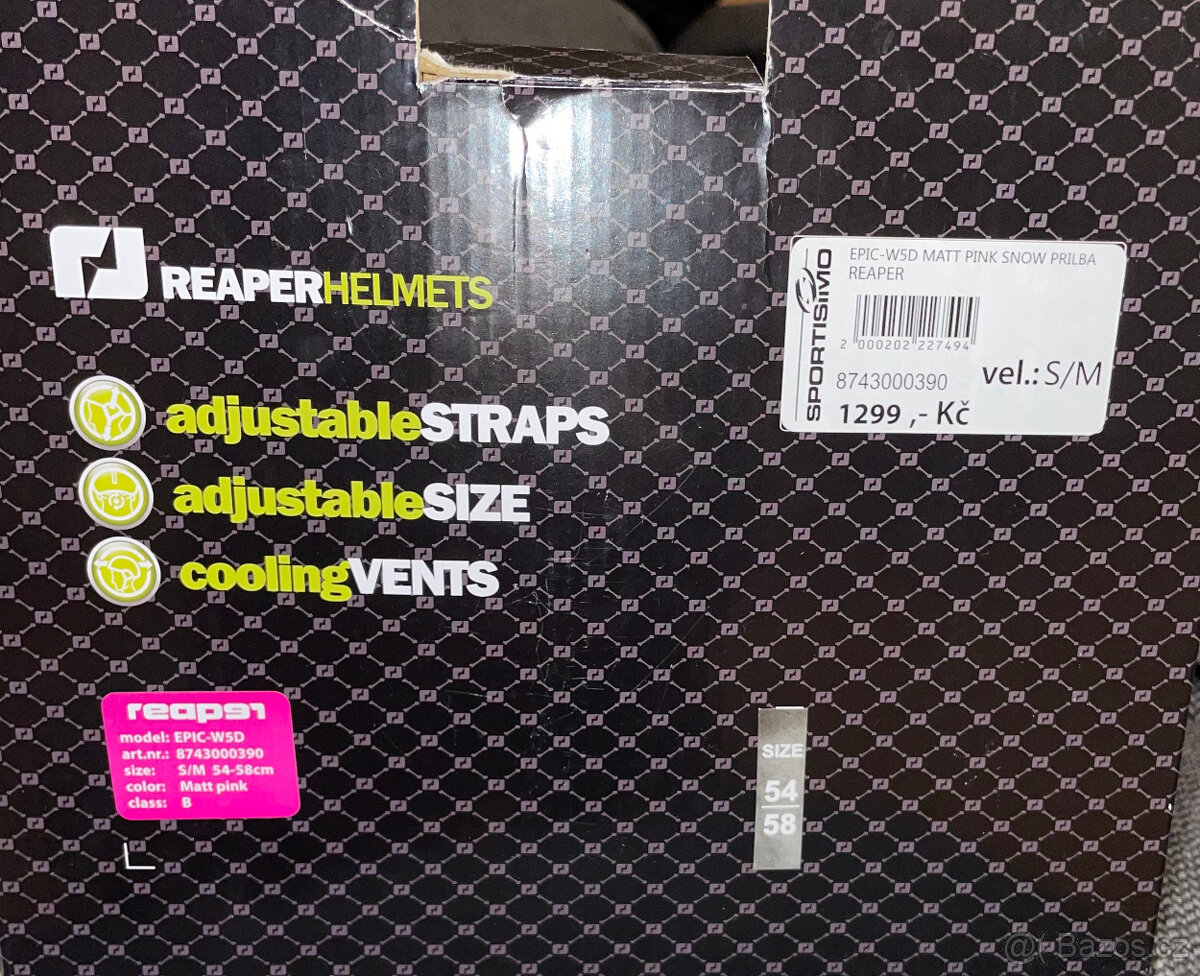 REAPERHELMETS
adjustableSTRAPS
adjustableSIZE
coolingVENTS
SPORTISIMO
EPIC-W5D MATT PINK SNOW PRILBA
REAPER
2 000202 227494
8743000390
vel.: S/M
1299 ,- Kč
reaper
model: EPIC-W5D
art.nr.: 8743000390
size: S/M 54-58cm
color: Matt pink
class: B
SIZE
54
58
Bazos.cz